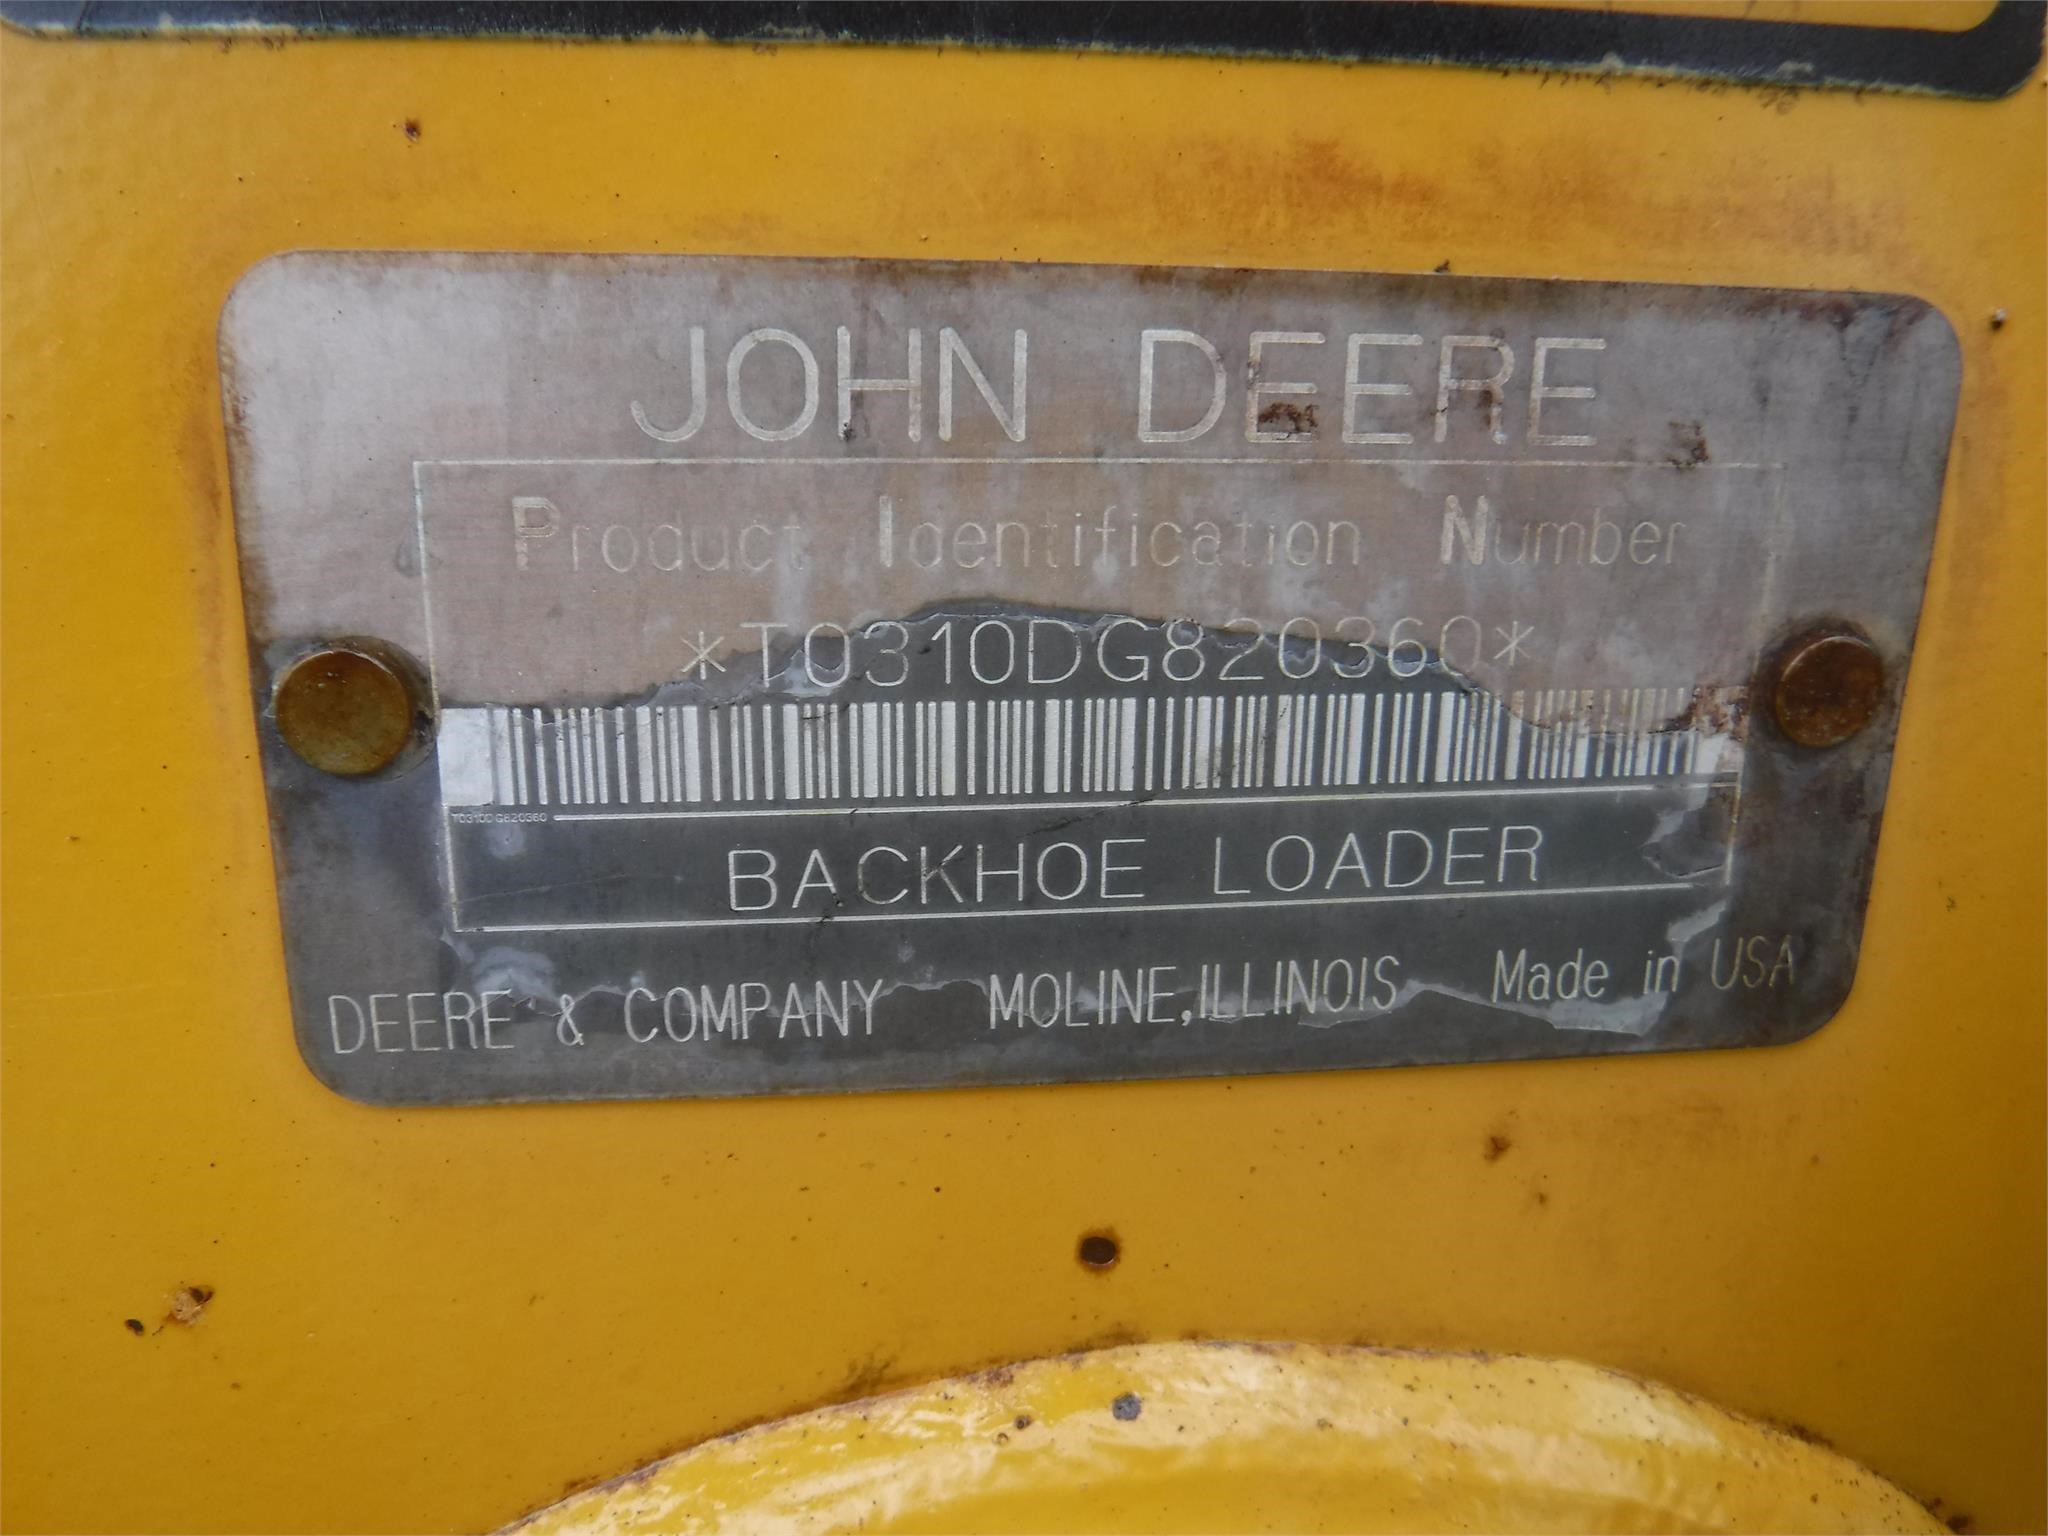 JOHN DEERE
Product Identification Number
*T0310DG820360*
T0310DG820360
BACKHOE LOADER
DEERE & COMPANY MOLINE,ILLINOIS Made in USA